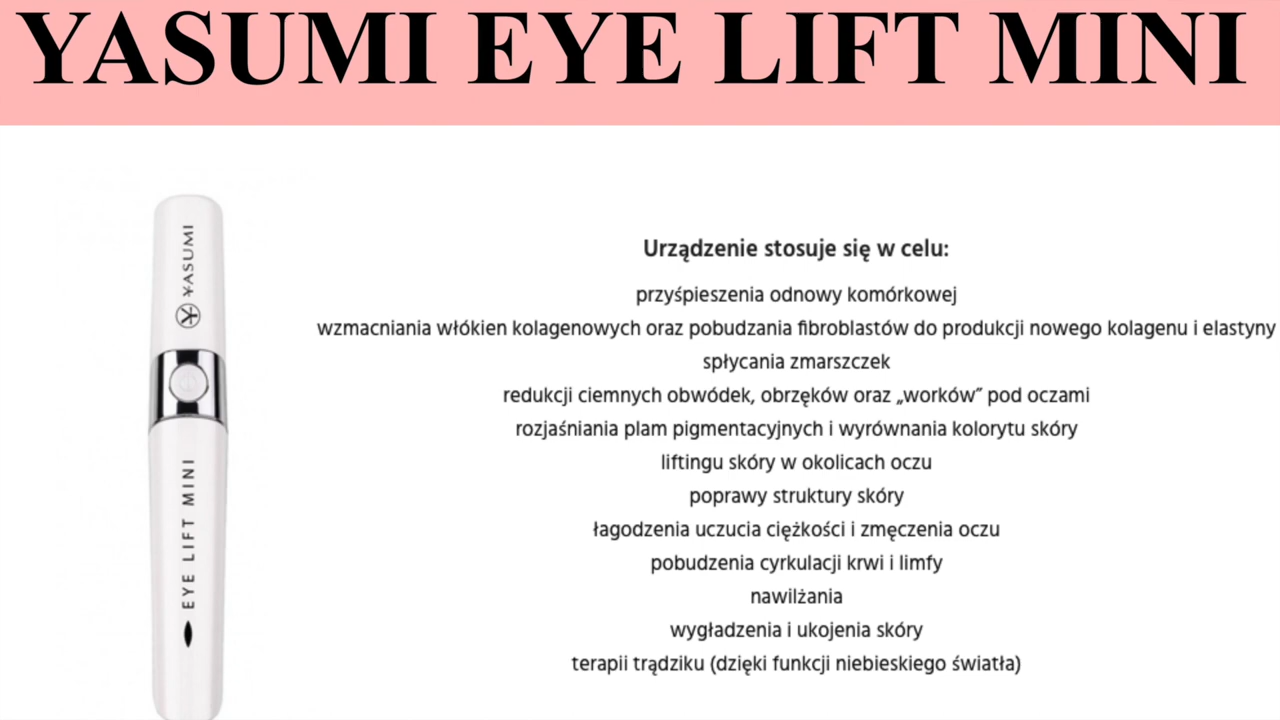 YASUMI EYE LIFT MINI
YASUMI
EYE LIFT MINI
Urządzenie stosuje się w celu:
przyśpieszenia odnowy komórkowej
wzmacniania włókien kolagenowych oraz pobudzania fibroblastów do produkcji nowego kolagenu i elastyny
spłycania zmarszczek
redukcji ciemnych obwódek, obrzęków oraz „worków” pod oczami
rozjaśniania plam pigmentacyjnych i wyrównania kolorytu skóry
liftingu skóry w okolicach oczu
poprawy struktury skóry
łagodzenia uczucia ciężkości i zmęczenia oczu
pobudzenia cyrkulacji krwi i limfy
nawilżania
wygładzenia i ukojenia skóry
terapii trądziku (dzięki funkcji niebieskiego światła)